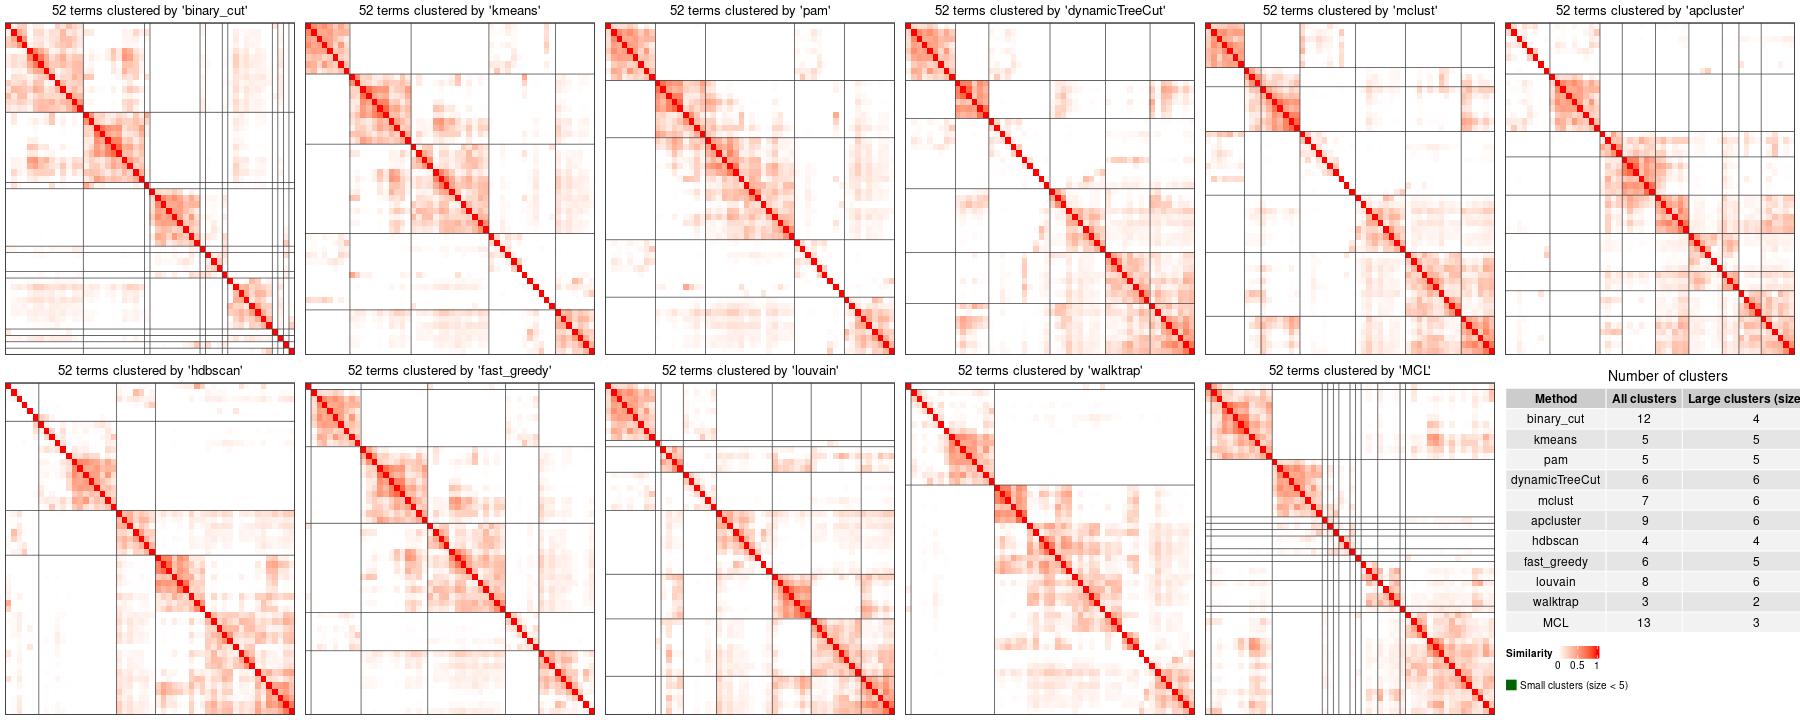 52 terms clustered by 'binary_cut'
52 terms clustered by 'kmeans'
52 terms clustered by 'pam'
52 terms clustered by 'dynamicTreeCut'
52 terms clustered by 'mclust'
52 terms clustered by 'apcluster'
52 terms clustered by 'hdbscan'
52 terms clustered by 'fast_greedy'
52 terms clustered by 'louvain'
52 terms clustered by 'walktrap'
52 terms clustered by 'MCL'
Number of clusters
Method All clusters Large clusters (size
binary_cut 12 4
kmeans 5 5
pam 5 5
dynamicTreeCut 6 6
mclust 7 6
apcluster 9 6
hdbscan 4 4
fast_greedy 6 5
louvain 8 6
walktrap 3 2
MCL 13 3
Similarity
0 0.5 1
Small clusters (size < 5)